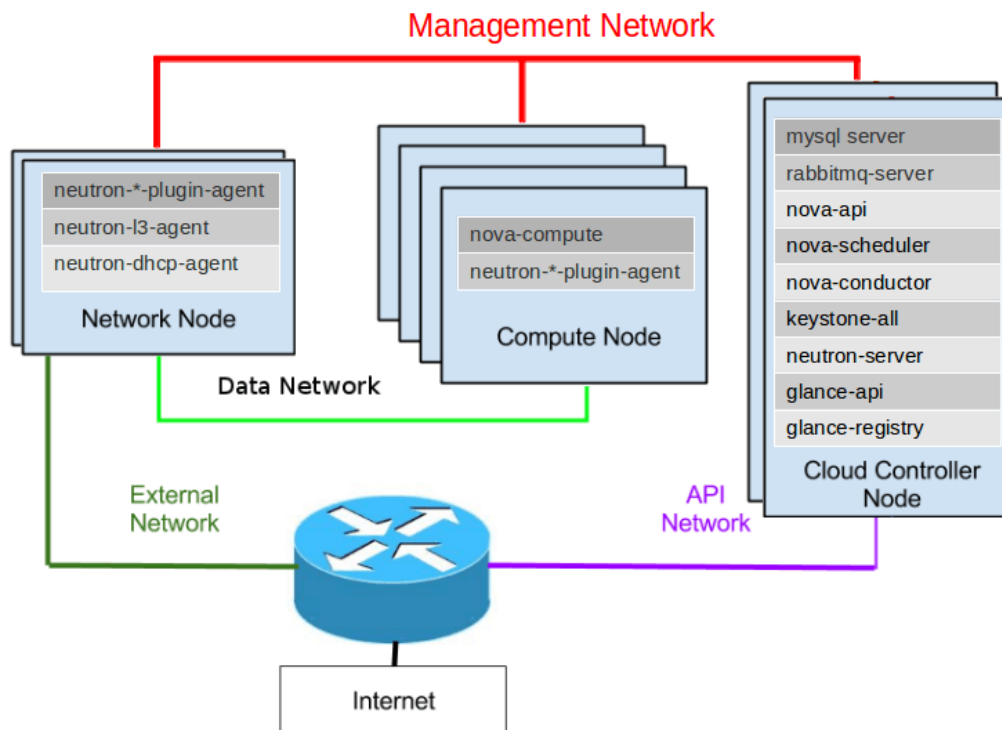 Management Network
neutron-*-plugin-agent
neutron-l3-agent
neutron-dhcp-agent
Network Node
nova-compute
neutron-*-plugin-agent
Compute Node
mysql server
rabbitmq-server
nova-api
nova-scheduler
nova-conductor
keystone-all
neutron-server
glance-api
glance-registry
Cloud Controller
Node
Data Network
External
Network
API
Network
Internet